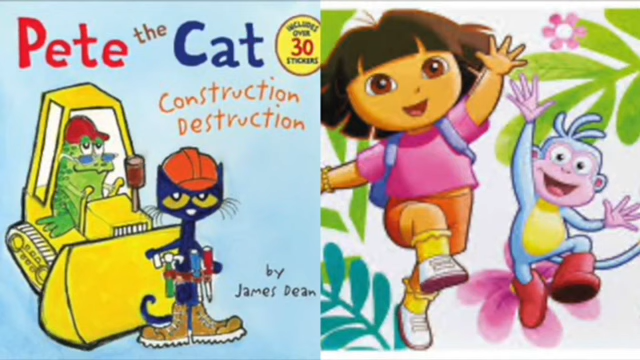 Pete the Cat
INCLUDES
OVER
30
STICKERS
Construction
Destruction
by
James Dean